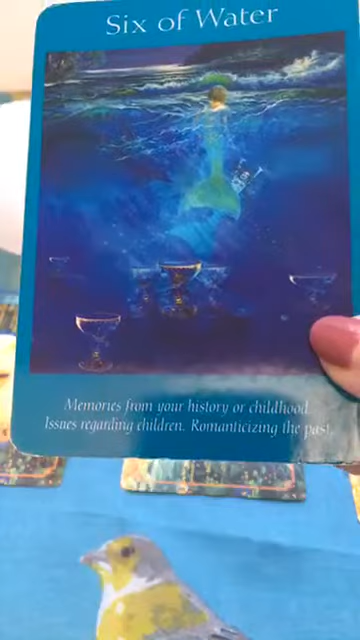 Six of Water
Memories from your history or childhood.
Issues regarding children. Romanticizing the past.